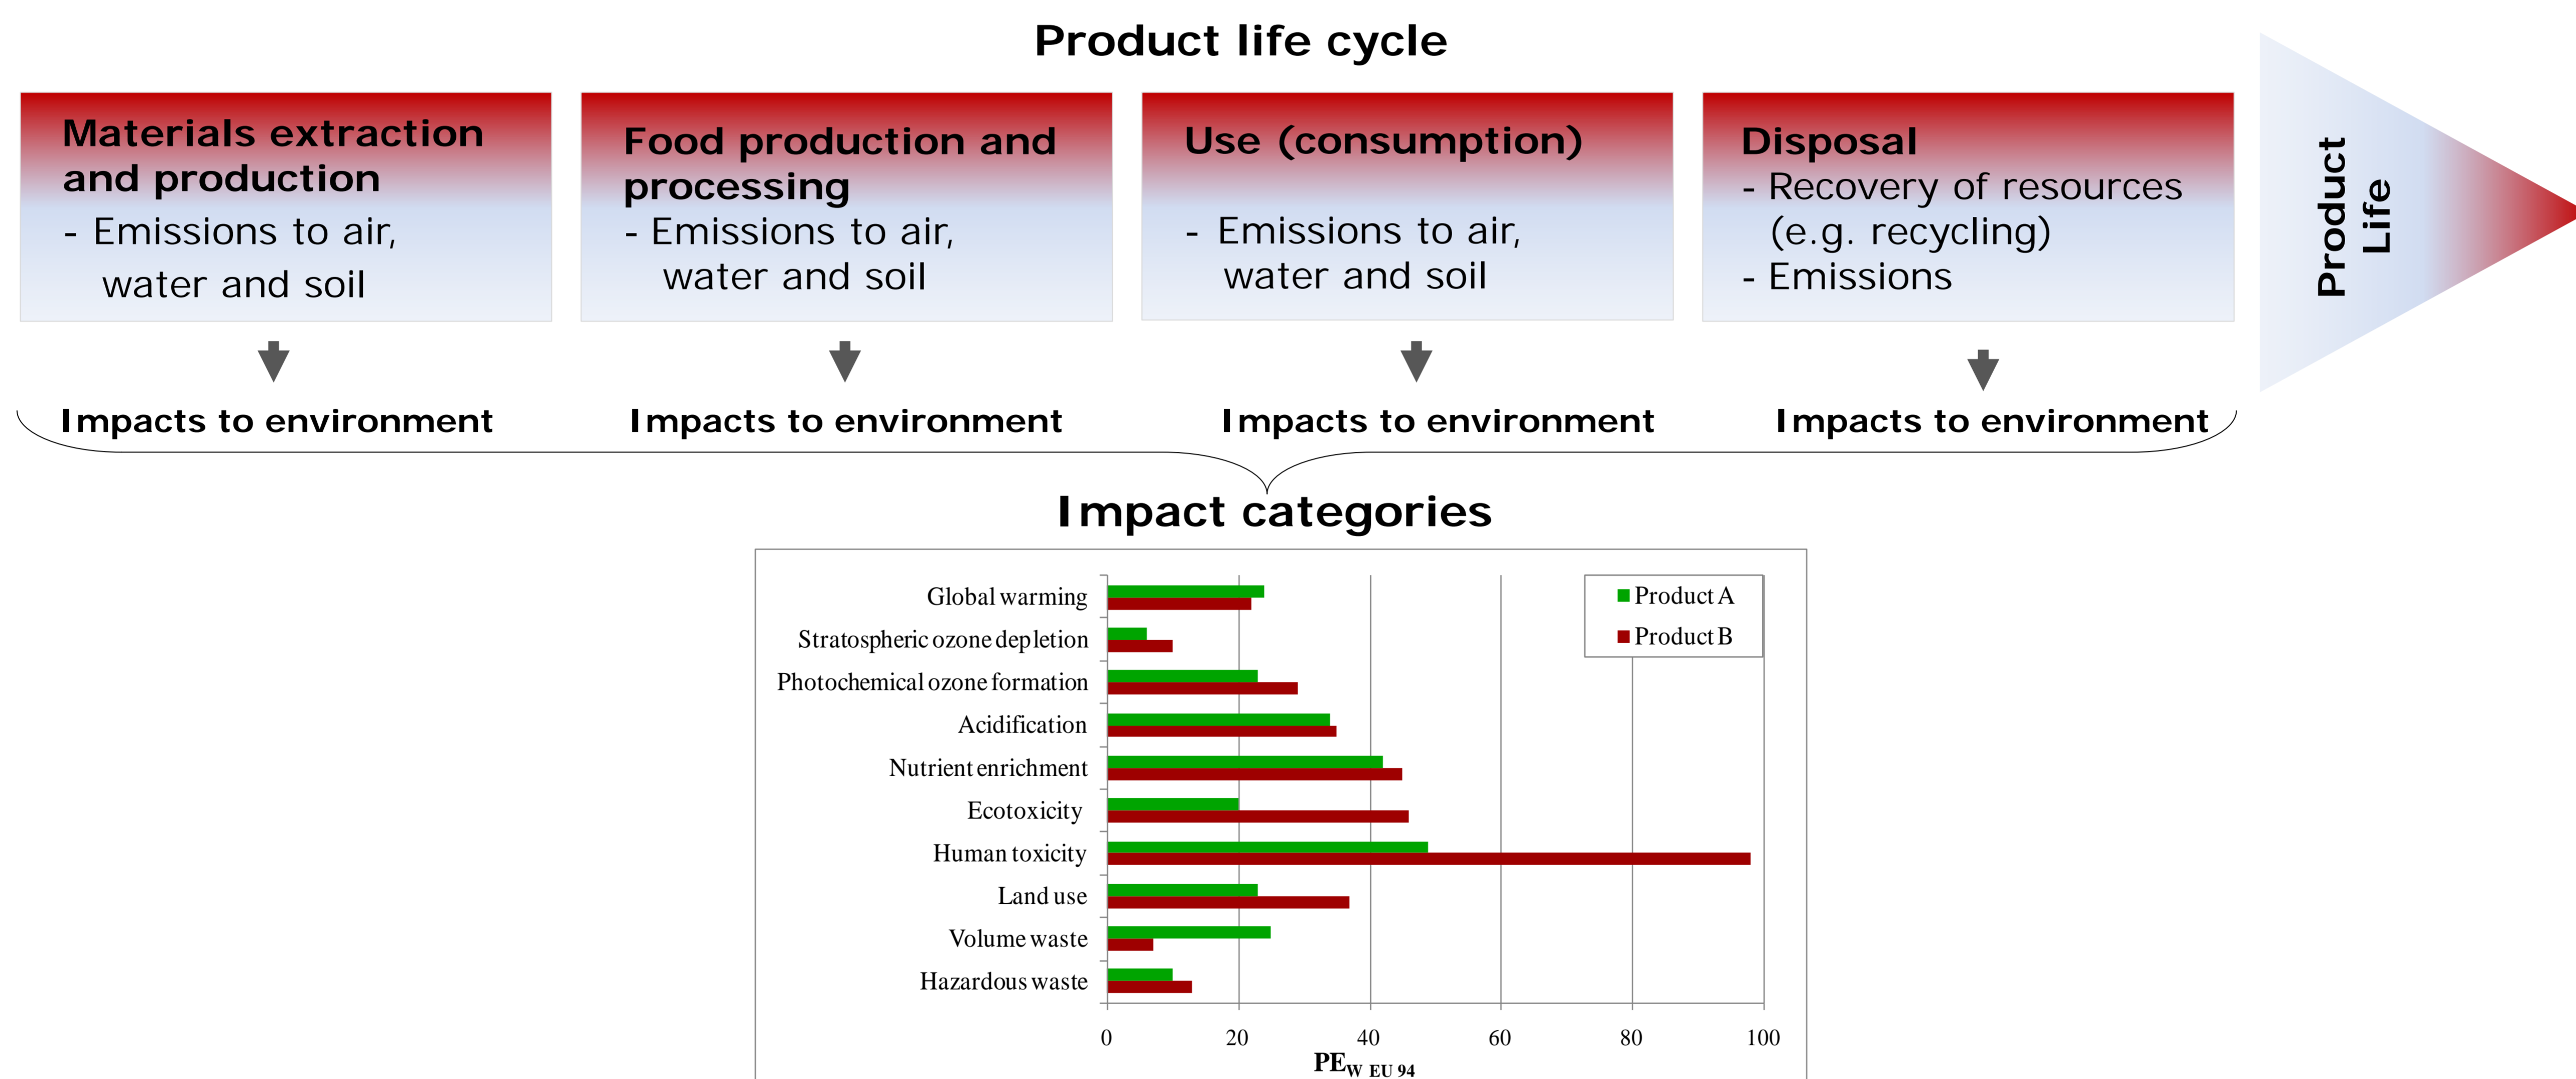 Product life cycle
Materials extraction
and production
- Emissions to air,
water and soil
Food production and
processing
- Emissions to air,
water and soil
Use (consumption)
- Emissions to air,
water and soil
Disposal
- Recovery of resources
(e.g. recycling)
- Emissions
Product
Life
Impacts to environment
Impacts to environment
Impacts to environment
Impacts to environment
Impact categories
Global warming
Stratospheric ozone depletion
Photochemical ozone formation
Acidification
Nutrient enrichment
Ecotoxicity
Human toxicity
Land use
Volume waste
Hazardous waste
Product A
Product B
0 20 40 60 80 100
PE W EU 94